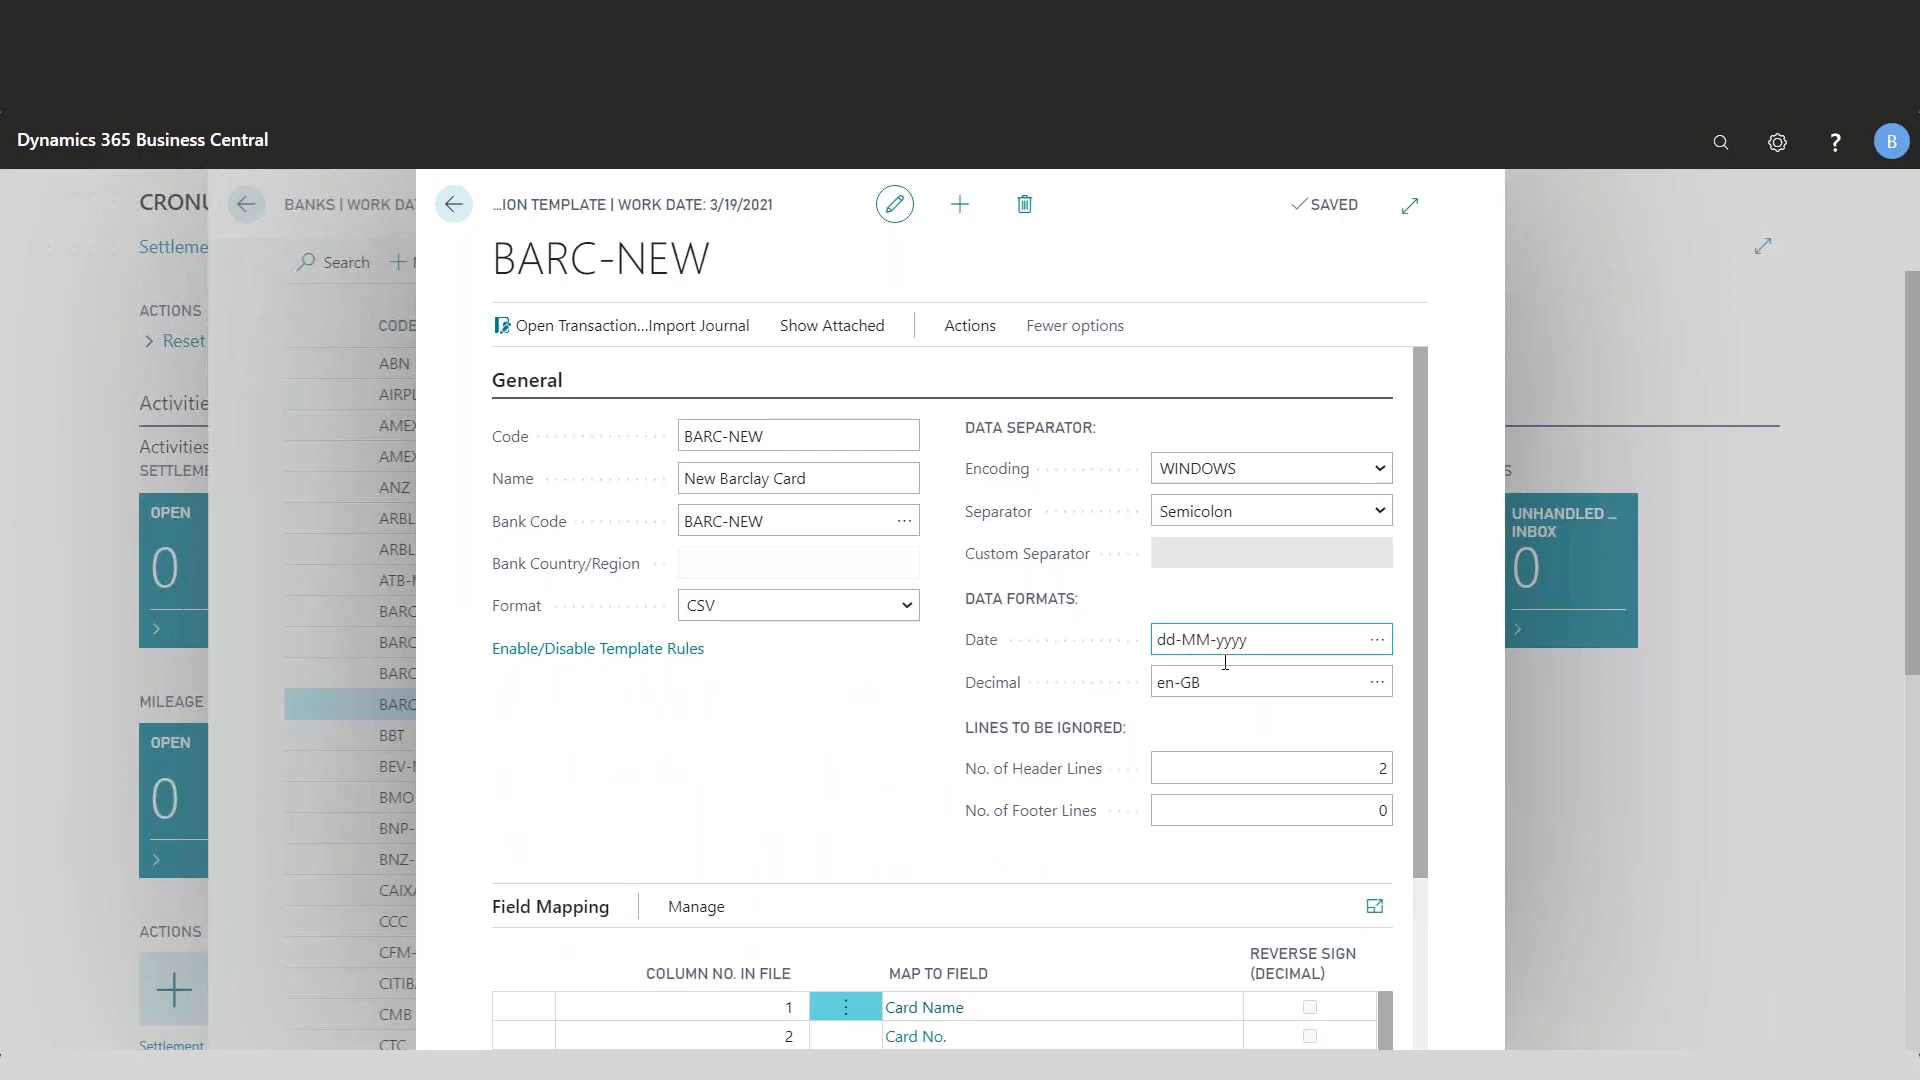 Dynamics 365 Business Central
?
B
CRONU
Settleme
ACTIONS
Reset
Activitie
Activities
SETTLEME
OPEN
0
MILEAGE
OPEN
0
ACTIONS
Settlement
BANKS | WORK DA
Search
CODE
ABN
AIRPL
AMEX
AMEX
ANZ
ARBL
ARBL
ATB-M
BARC
BARC
BARC
BARC
BBT
BEV-M
BMO
BNP-
BNZ-
CAIXA
CCC
CFM-
CITIB
CMB
CTC
...ION TEMPLATE | WORK DATE: 3/19/2021
SAVED
BARC-NEW
Open Transaction...Import Journal
Show Attached
Actions
Fewer options
General
Code BARC-NEW
Name New Barclay Card
Bank Code BARC-NEW
Bank Country/Region
Format CSV
Enable/Disable Template Rules
DATA SEPARATOR:
Encoding WINDOWS
Separator Semicolon
Custom Separator
DATA FORMATS:
Date dd-MM-yyyy
Decimal en-GB
LINES TO BE IGNORED:
No. of Header Lines 2
No. of Footer Lines 0
Field Mapping
Manage
COLUMN NO. IN FILE
MAP TO FIELD
REVERSE SIGN
(DECIMAL)
1 Card Name
2 Card No.
S
UNHANDLED ...
INBOX
0